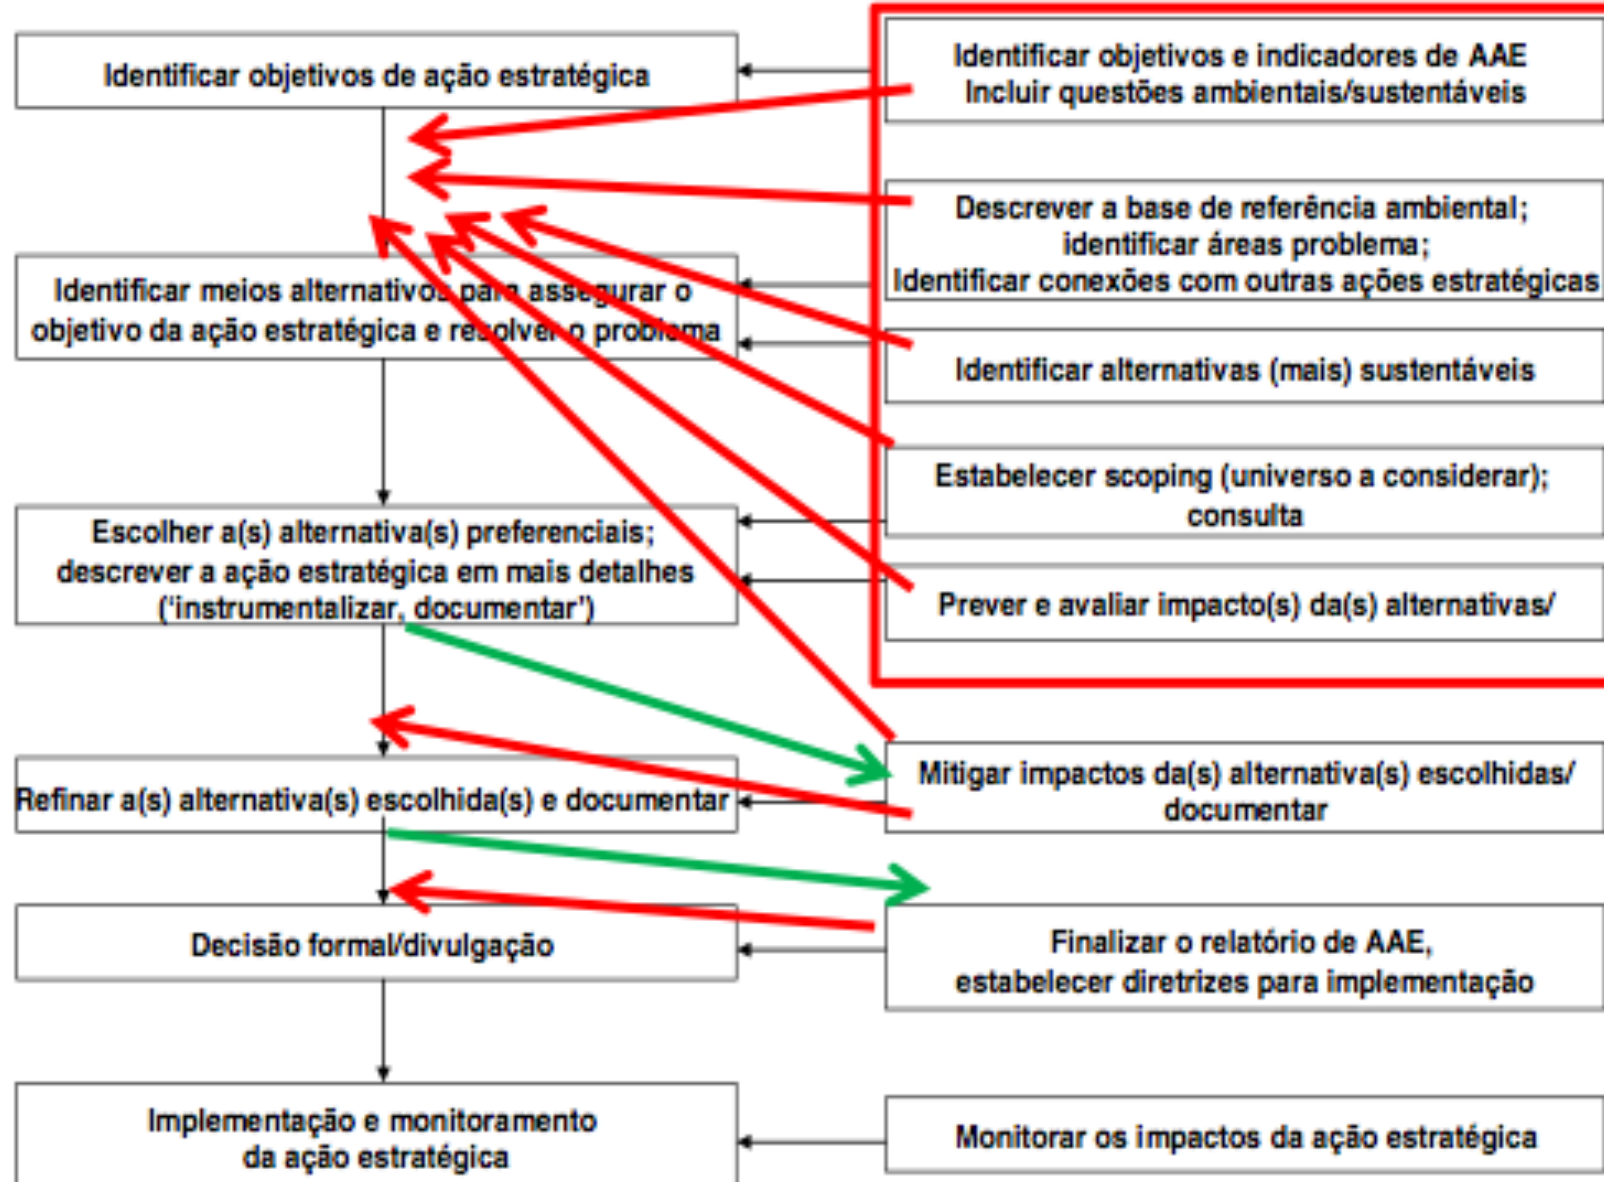 Identificar objetivos de ação estratégica
Identificar objetivos e indicadores de AAE
Incluir questões ambientais/sustentáveis
Descrever a base de referência ambiental;
identificar áreas problema;
Identificar conexões com outras ações estratégicas
Identificar meios alternativos para assegurar o
objetivo da ação estratégica e resolver o problema
Identificar alternativas (mais) sustentáveis
Estabelecer scoping (universo a considerar);
consulta
Escolher a(s) alternativa(s) preferenciais;
descrever a ação estratégica em mais detalhes
(‘instrumentalizar, documentar’)
Prever e avaliar impacto(s) da(s) alternativas/
Refinar a(s) alternativa(s) escolhida(s) e documentar
Mitigar impactos da(s) alternativa(s) escolhidas/
documentar
Decisão formal/divulgação
Finalizar o relatório de AAE,
estabelecer diretrizes para implementação
Implementação e monitoramento
da ação estratégica
Monitorar os impactos da ação estratégica